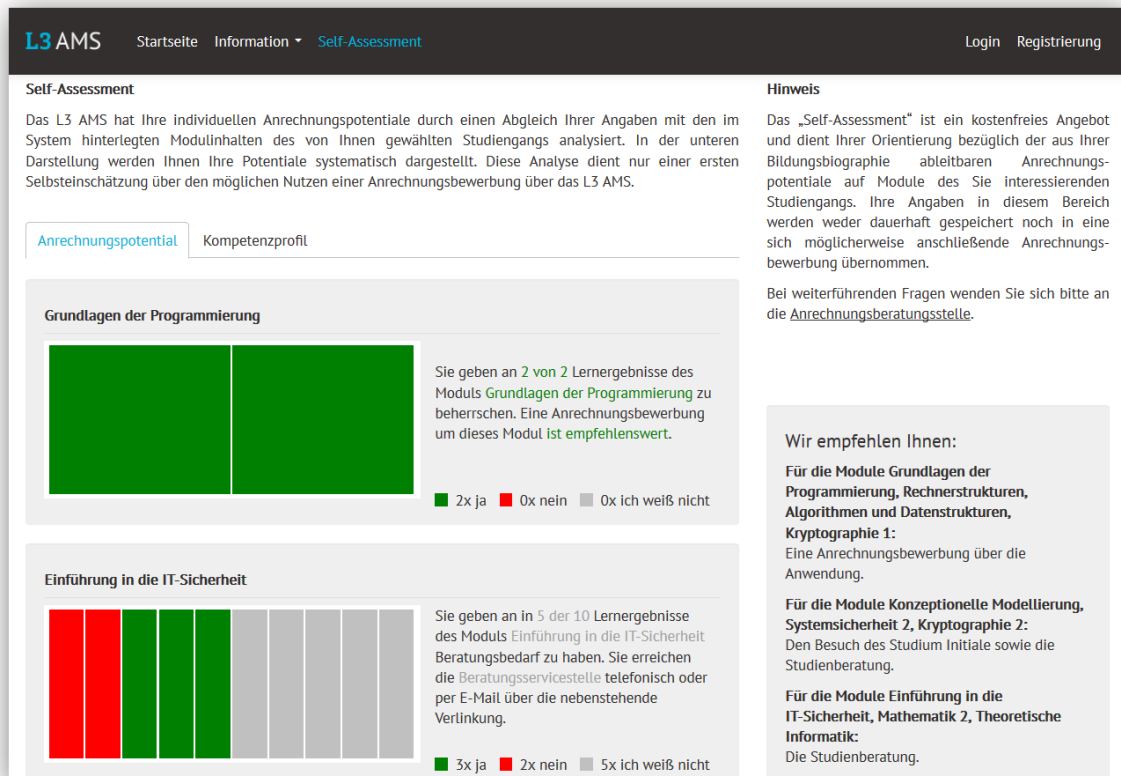 L3 AMS Startseite Information Self-Assessment Login Registrierung
Self-Assessment
Das L3 AMS hat Ihre individuellen Anrechnungspotentiale durch einen Abgleich Ihrer Angaben mit den im
System hinterlegten Modulinhalten des von Ihnen gewählten Studiengangs analysiert. In der unteren
Darstellung werden Ihnen Ihre Potentiale systematisch dargestellt. Diese Analyse dient nur einer ersten
Selbsteinschätzung über den möglichen Nutzen einer Anrechnungsbewerbung über das L3 AMS.
Anrechnungspotential Kompetenzprofil
Grundlagen der Programmierung
Sie geben an 2 von 2 Lernergebnisse des
Moduls Grundlagen der Programmierung zu
beherrschen. Eine Anrechnungsbewerbung
um dieses Modul ist empfehlenswert.
2x ja 0x nein 0x ich weiß nicht
Einführung in die IT-Sicherheit
Sie geben an in 5 der 10 Lernergebnisse
des Moduls Einführung in die IT-Sicherheit
Beratungsbedarf zu haben. Sie erreichen
die Beratungsservicestelle telefonisch oder
per E-Mail über die nebenstehende
Verlinkung.
3x ja 2x nein 5x ich weiß nicht
Hinweis
Das „Self-Assessment“ ist ein kostenfreies Angebot
und dient Ihrer Orientierung bezüglich der aus Ihrer
Bildungsbiographie ableitbaren Anrechnungs-
potentiale auf Module des Sie interessierenden
Studiengangs. Ihre Angaben in diesem Bereich
werden weder dauerhaft gespeichert noch in eine
sich möglicherweise anschließende Anrechnungs-
bewerbung übernommen.
Bei weiterführenden Fragen wenden Sie sich bitte an
die Anrechnungsberatungsstelle.
Wir empfehlen Ihnen:
Für die Module Grundlagen der
Programmierung, Rechnerstrukturen,
Algorithmen und Datenstrukturen,
Kryptographie 1:
Eine Anrechnungsbewerbung über die
Anwendung.
Für die Module Konzeptionelle Modellierung,
Systemsicherheit 2, Kryptographie 2:
Den Besuch des Studium Initiale sowie die
Studienberatung.
Für die Module Einführung in die
IT-Sicherheit, Mathematik 2, Theoretische
Informatik:
Die Studienberatung.